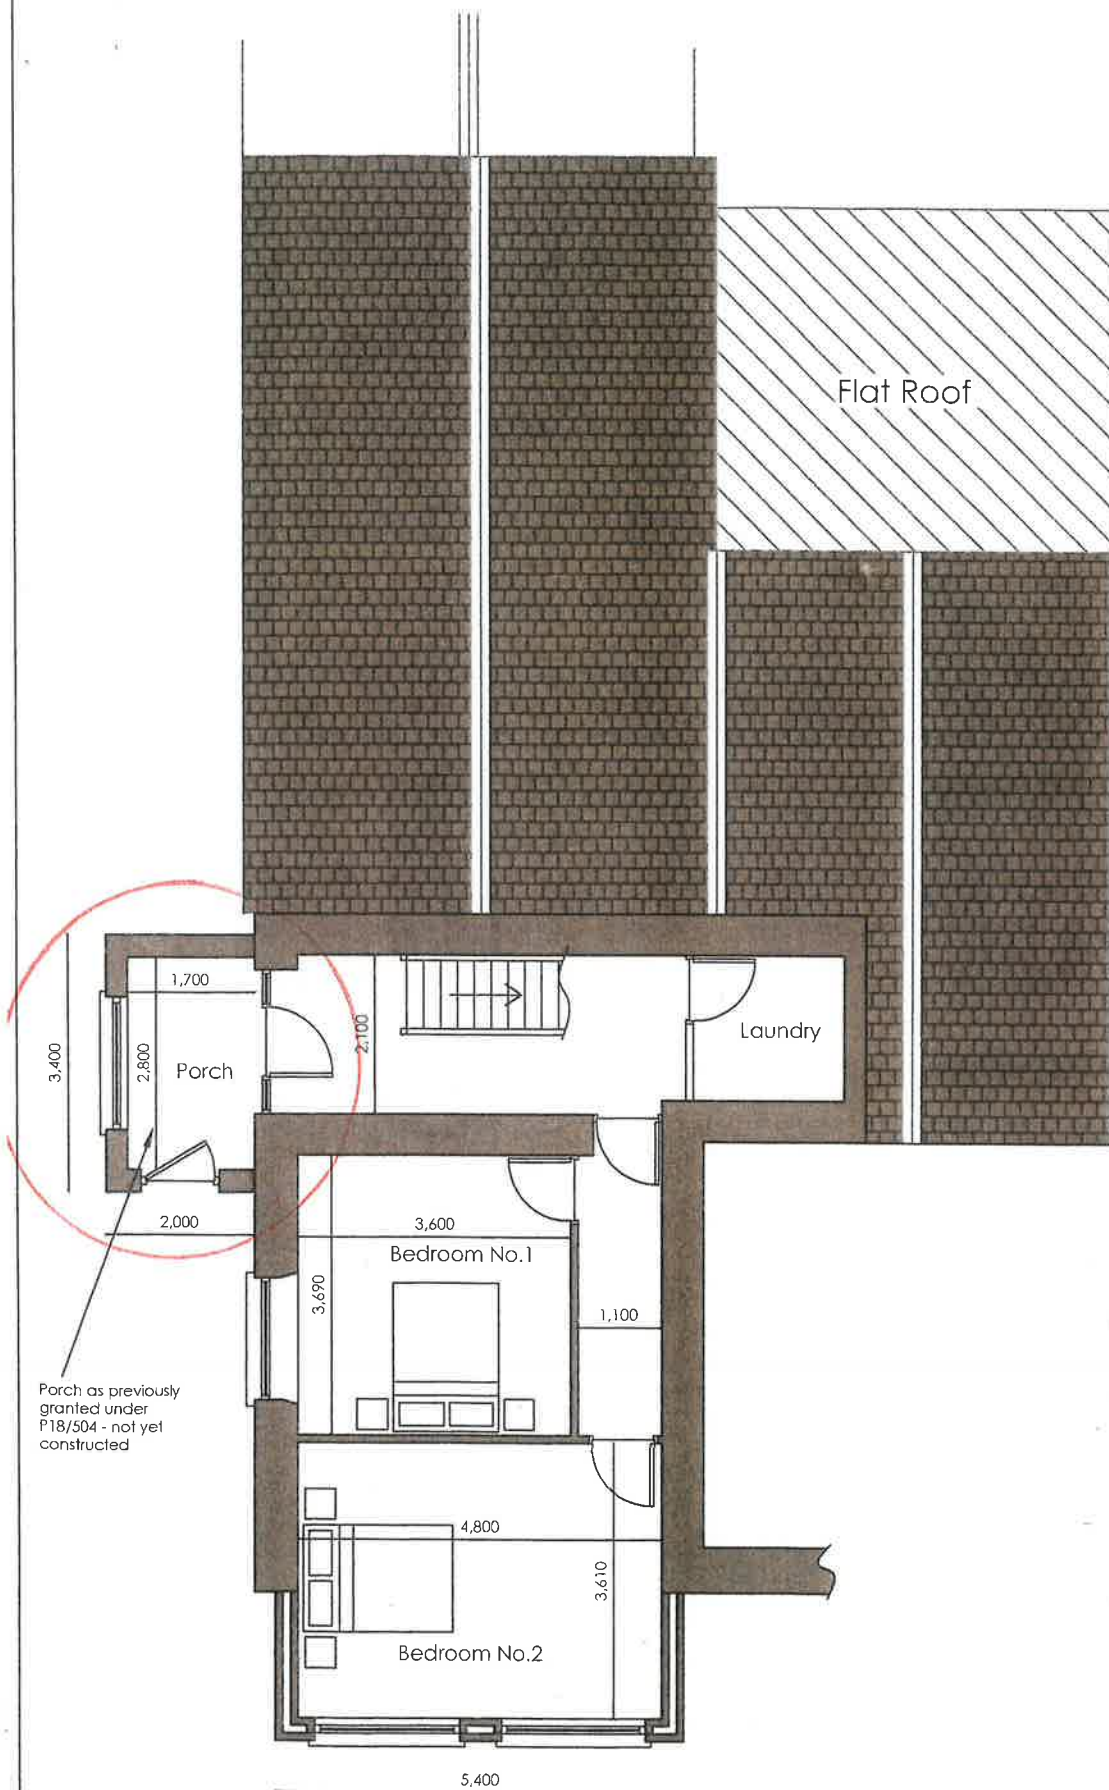 Flat Roof
1,700
3,400
2,800
Porch
2,100
Laundry
2,000
3,600
Bedroom No.1
3,690
1,100
Porch as previously
granted under
P18/504 - not yet
constructed
4,800
3,610
Bedroom No.2
5,400